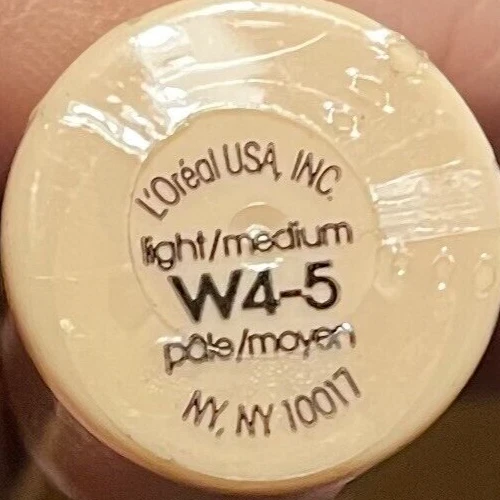 L'Oréal USA, INC.
light/medium
W4-5
pâle/moyen
NY, NY 10017